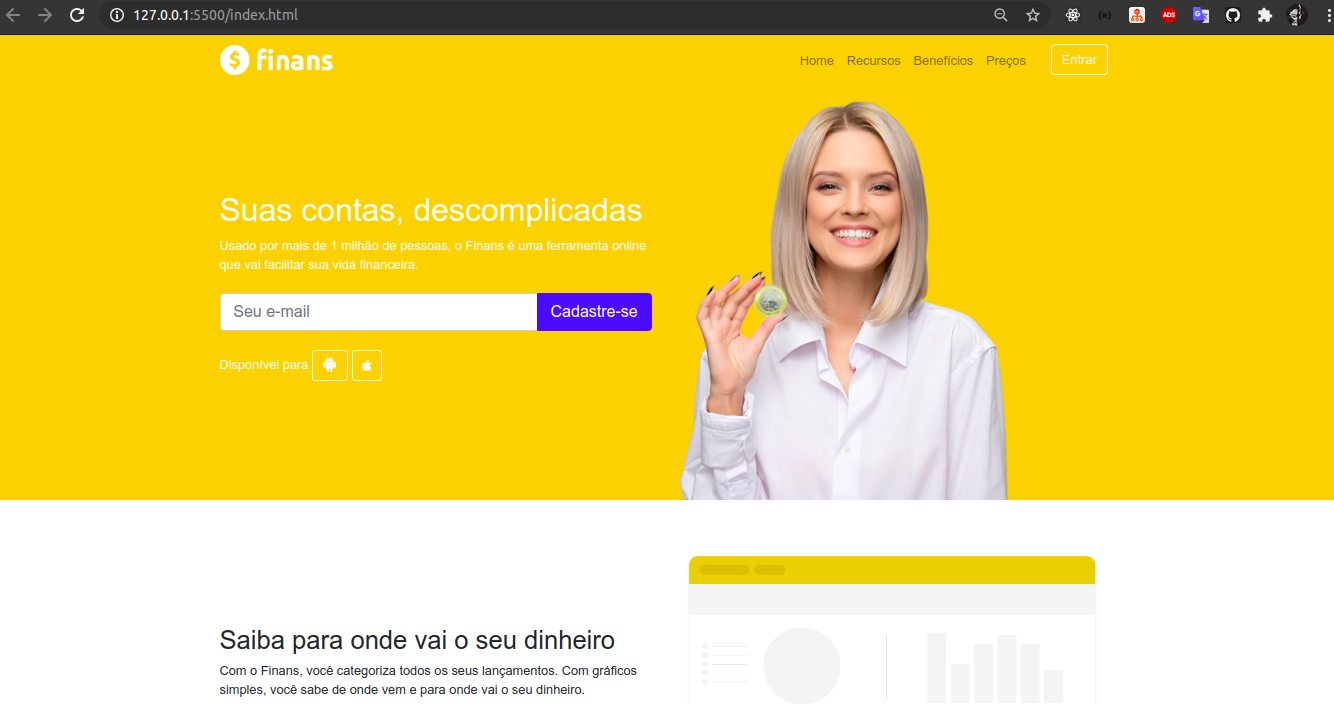 127.0.0.1:5500/index.html
ADS
$ finans
Home Recursos Benefícios Preços Entrar
Suas contas, descomplicadas
Usado por mais de 1 milhão de pessoas, o Finans é uma ferramenta online
que vai facilitar sua vida financeira.
Seu e-mail Cadastre-se
Disponível para
Saiba para onde vai o seu dinheiro
Com o Finans, você categoriza todos os seus lançamentos. Com gráficos
simples, você sabe de onde vem e para onde vai o seu dinheiro.